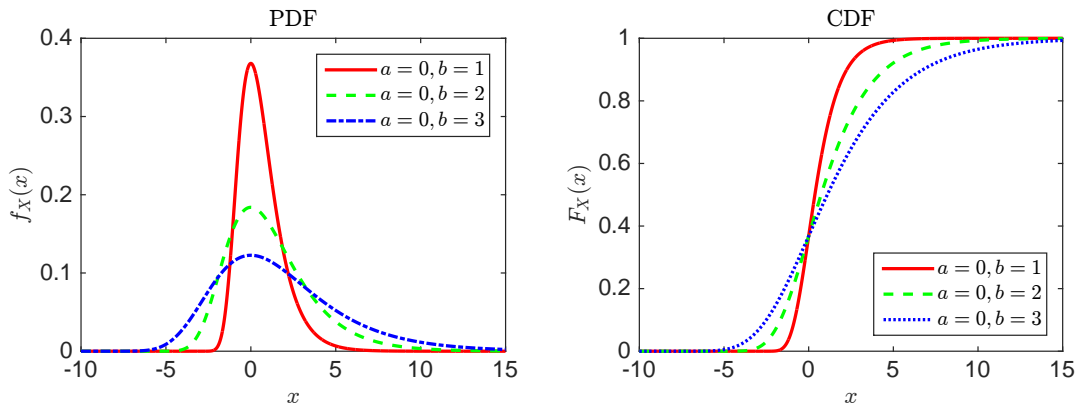 PDF
0.4
0.3
0.2
0.1
0
-10 -5 0 5 10 15
x
f_X(x)
a = 0, b = 1
a = 0, b = 2
a = 0, b = 3
CDF
1
0.8
0.6
0.4
0.2
0
-10 -5 0 5 10 15
x
F_X(x)
a = 0, b = 1
a = 0, b = 2
a = 0, b = 3